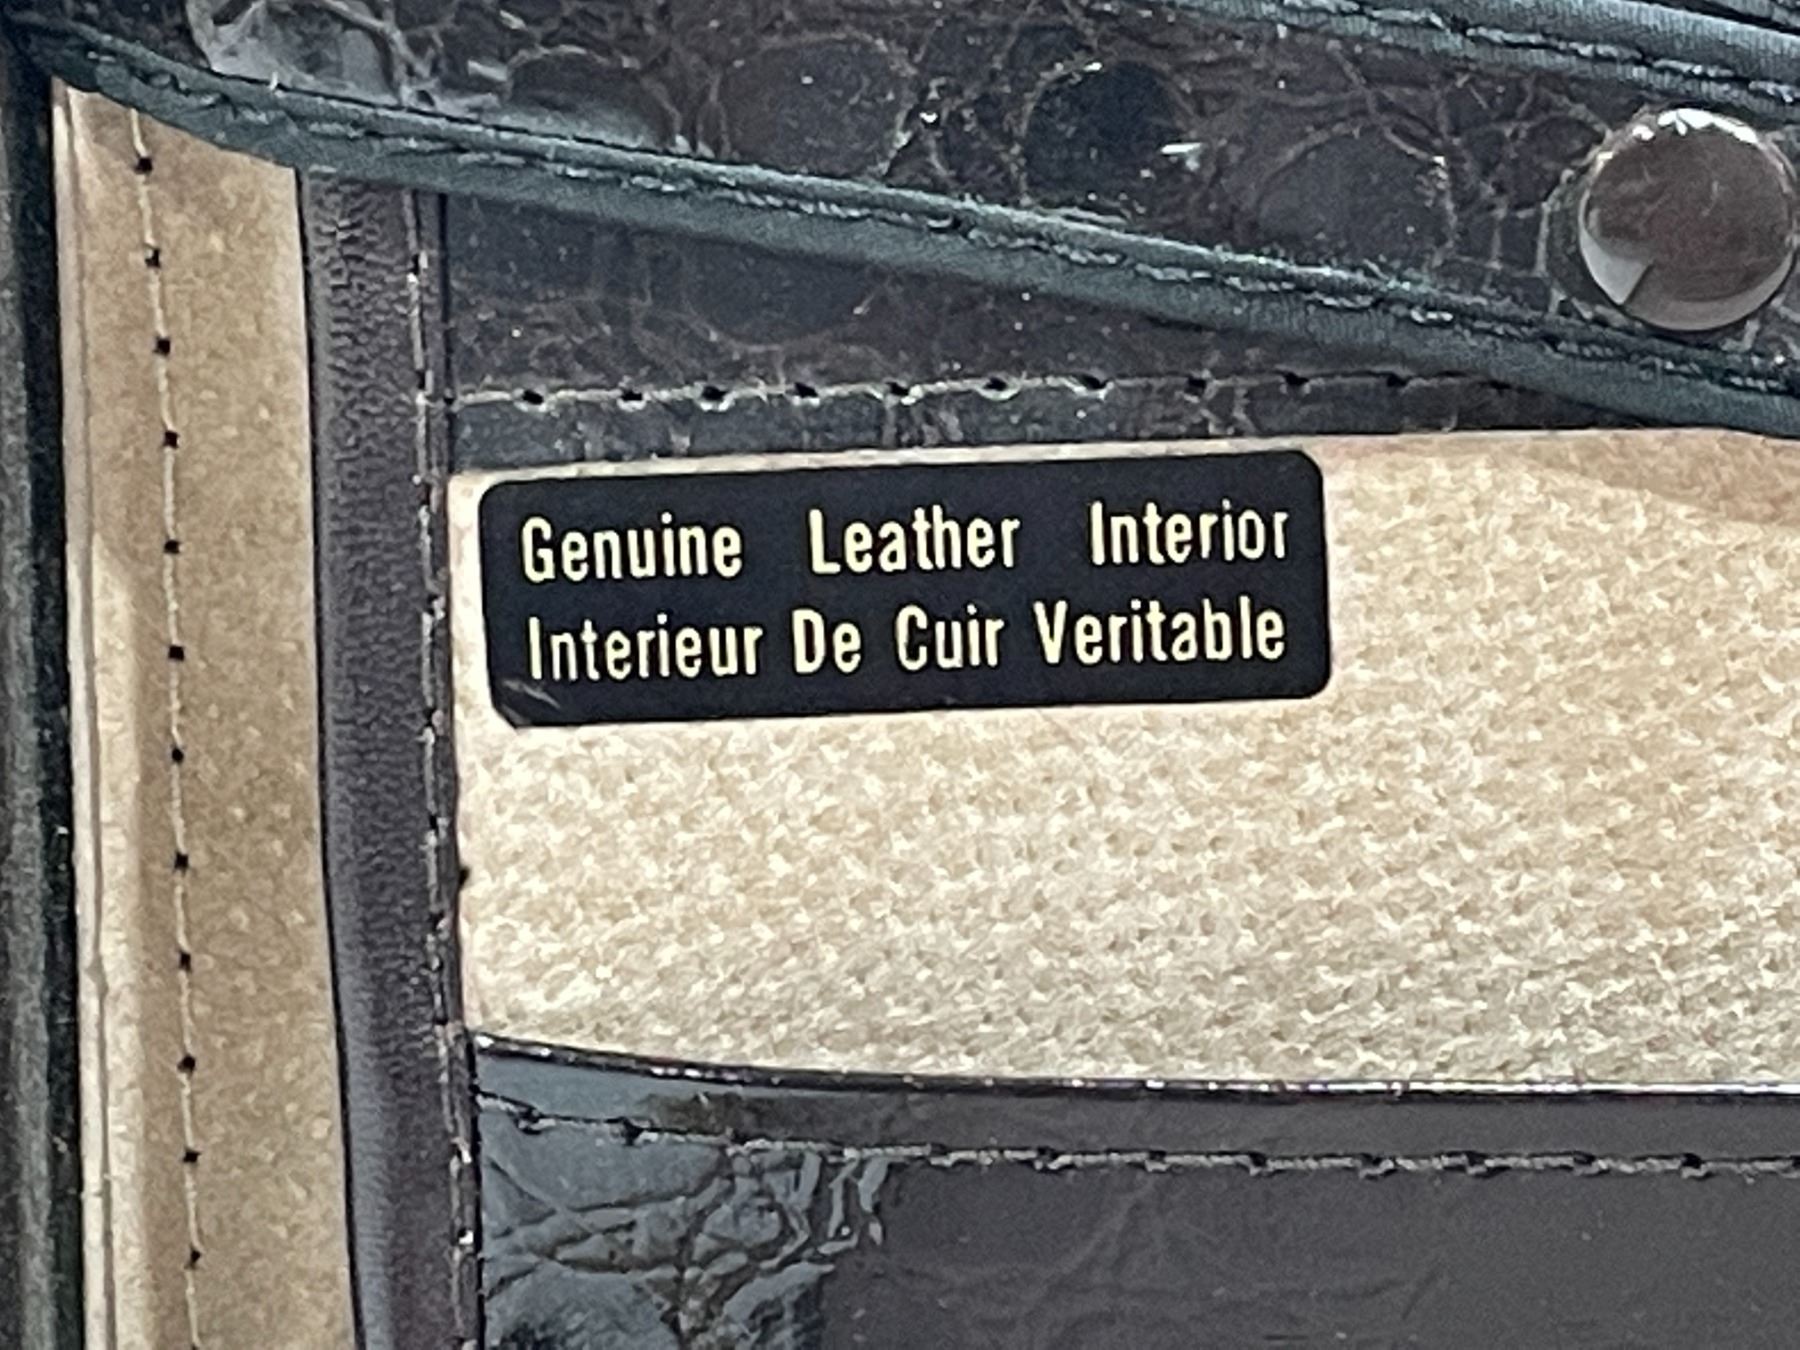 Genuine Leather Interior
Interieur De Cuir Veritable